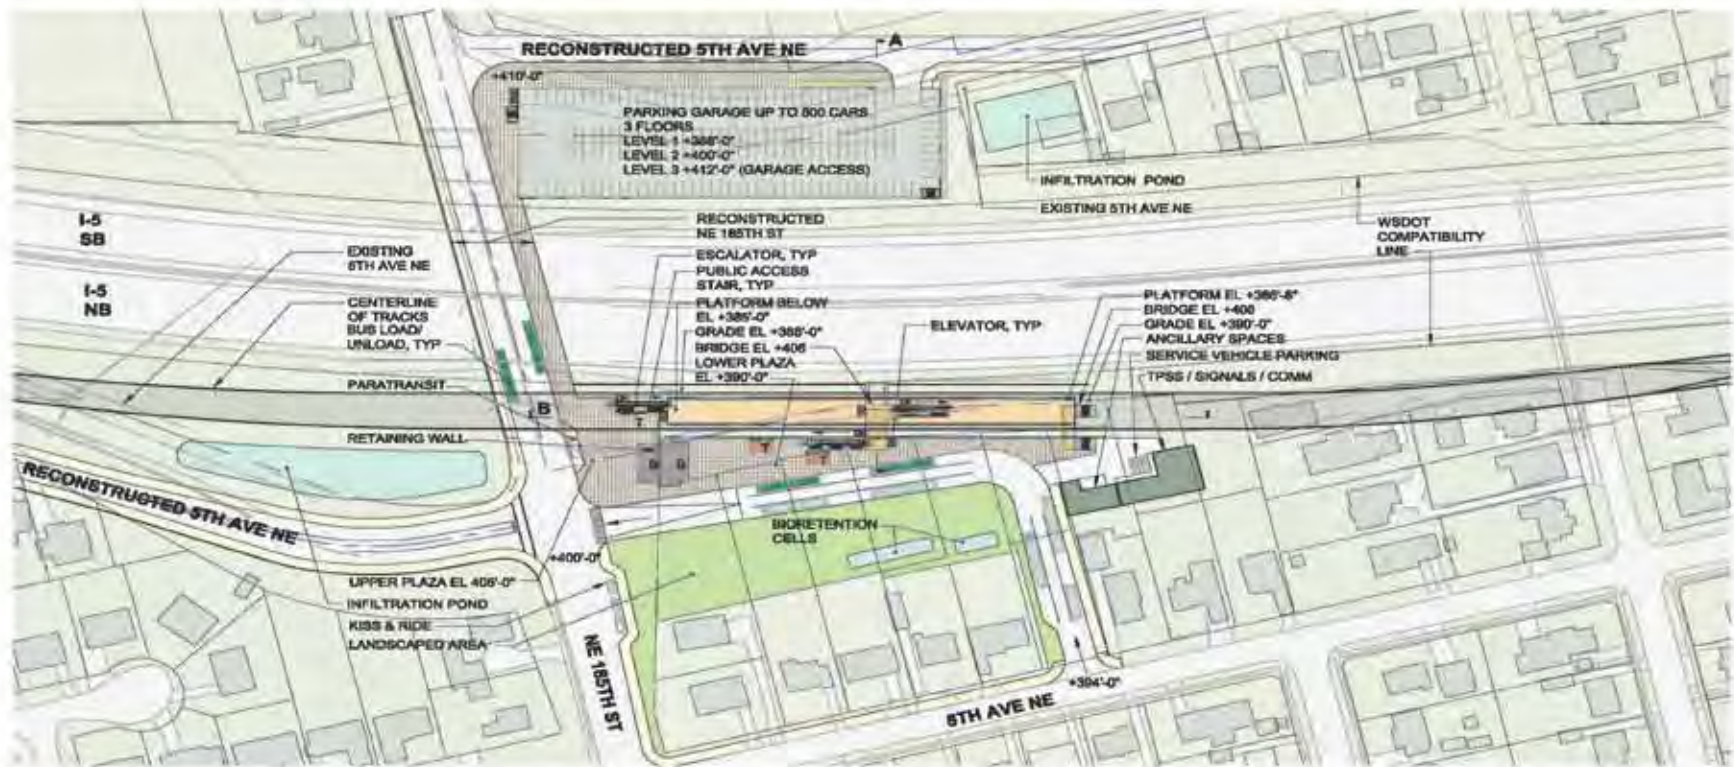 RECONSTRUCTED 5TH AVE NE
A
+410'-0"
PARKING GARAGE UP TO 500 CARS
3 FLOORS
LEVEL 1 +388'-0"
LEVEL 2 +400'-0"
LEVEL 3 +412'-0" (GARAGE ACCESS)
INFILTRATION POND
EXISTING 5TH AVE NE
WSDOT
COMPATIBILITY
LINE
I-5
SB
I-5
NB
EXISTING
5TH AVE NE
CENTERLINE
OF TRACKS
BUS LOAD/
UNLOAD, TYP
PARATRANSIT
RETAINING WALL
RECONSTRUCTED
NE 185TH ST
ESCALATOR, TYP
PUBLIC ACCESS
STAIR, TYP
PLATFORM BELOW
EL +385'-0"
GRADE EL +388'-0"
BRIDGE EL +406
LOWER PLAZA
EL +390'-0"
ELEVATOR, TYP
PLATFORM EL +386'-8"
BRIDGE EL +406
GRADE EL +390'-0"
ANCILLARY SPACES
SERVICE VEHICLE PARKING
TPSS / SIGNALS / COMM
B
T
T
T
B
B
RECONSTRUCTED 5TH AVE NE
BIORETENTION
CELLS
+400'-0"
UPPER PLAZA EL 406'-0"
INFILTRATION POND
KISS & RIDE
LANDSCAPED AREA
NE 185TH ST
8TH AVE NE
+394'-0"